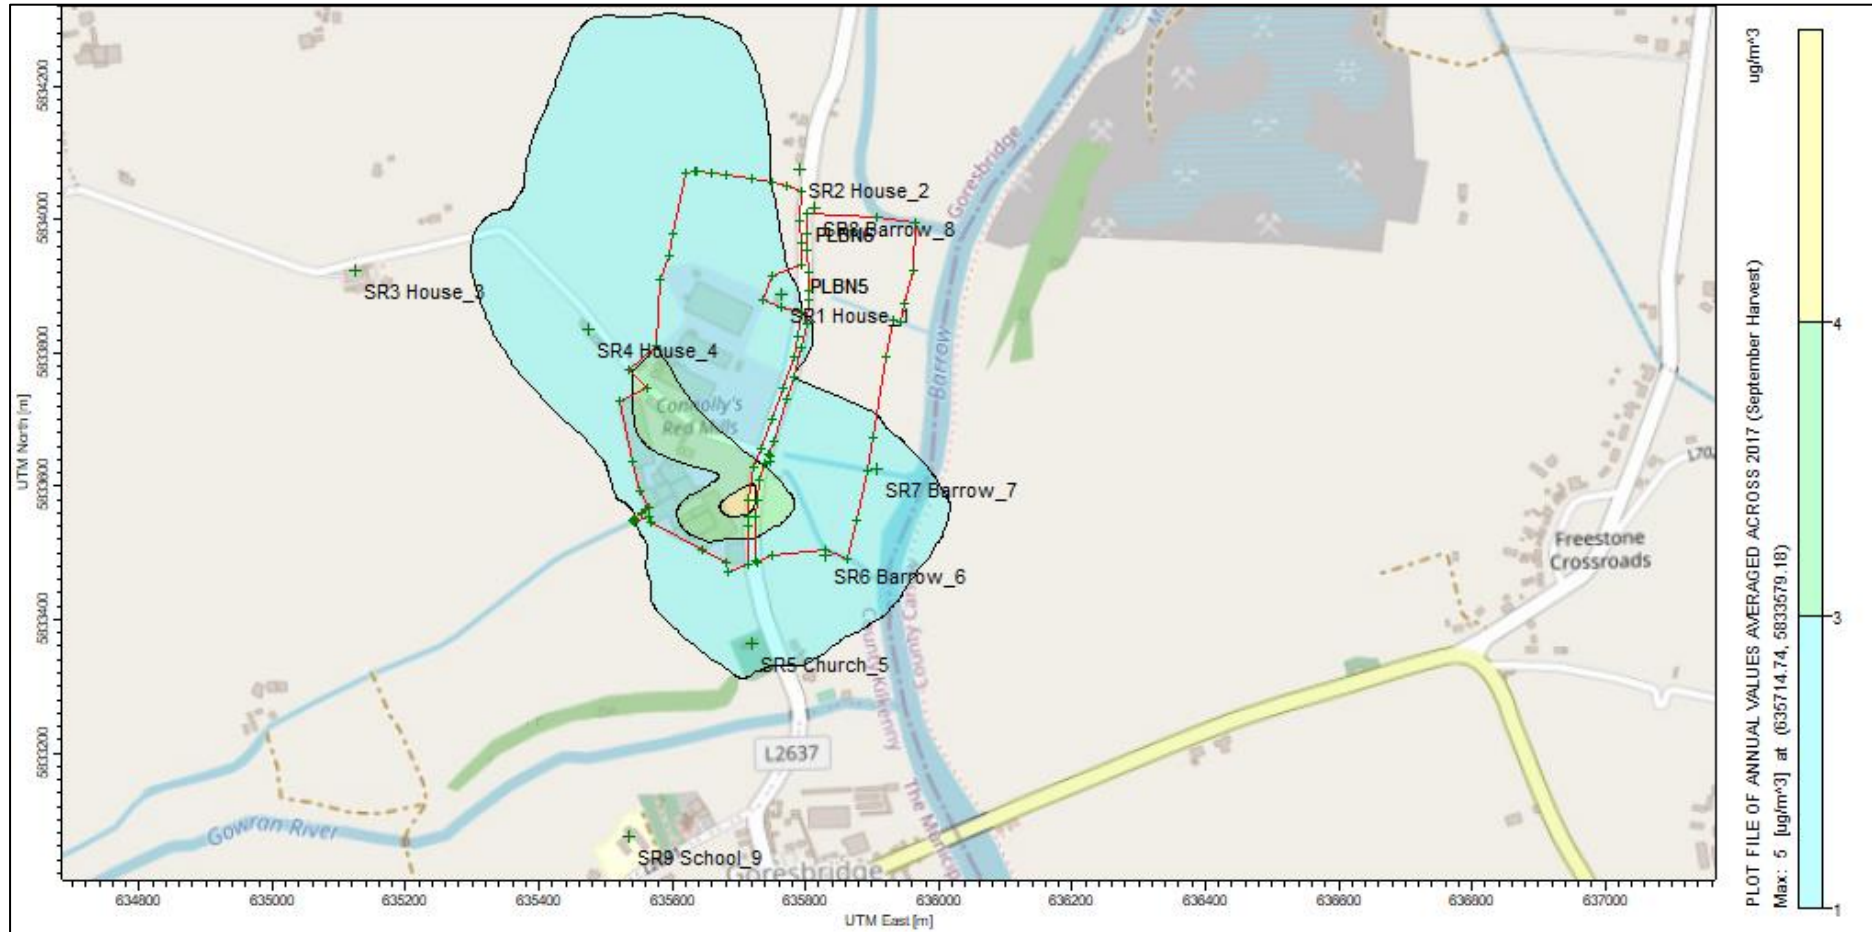 5834200
5834000
5833800
5833600
5833400
5833200
UTM North [m]
634800
635000
635200
635400
635600
635800
636000
636200
636400
636600
636800
637000
UTM East [m]
SR2 House_2
SR8 Barrow_8
PLBN6
PLBN5
SR1 House_1
SR3 House_3
SR4 House_4
Connolly's
Red Mills
SR7 Barrow_7
SR6 Barrow_6
SR5 Church_5
SR9 School_9
Goresbridge
Barrow
Goresbridge
County Carlow
County Kilkenny
The Municip
L2637
Gowran River
Freestone
Crossroads
L70
ug/m^3
4
3
1
PLOT FILE OF ANNUAL VALUES AVERAGED ACROSS 2017 (September Harvest)
Max: 5 [ug/m^3] at (635714.74, 5833579.18)